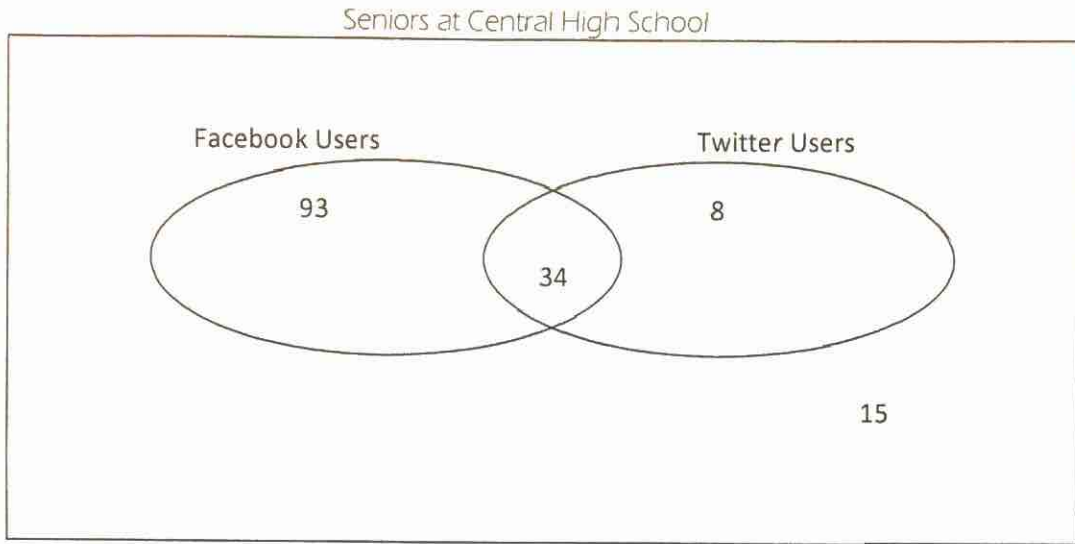 Seniors at Central High School
Facebook Users
Twitter Users
93
8
34
15